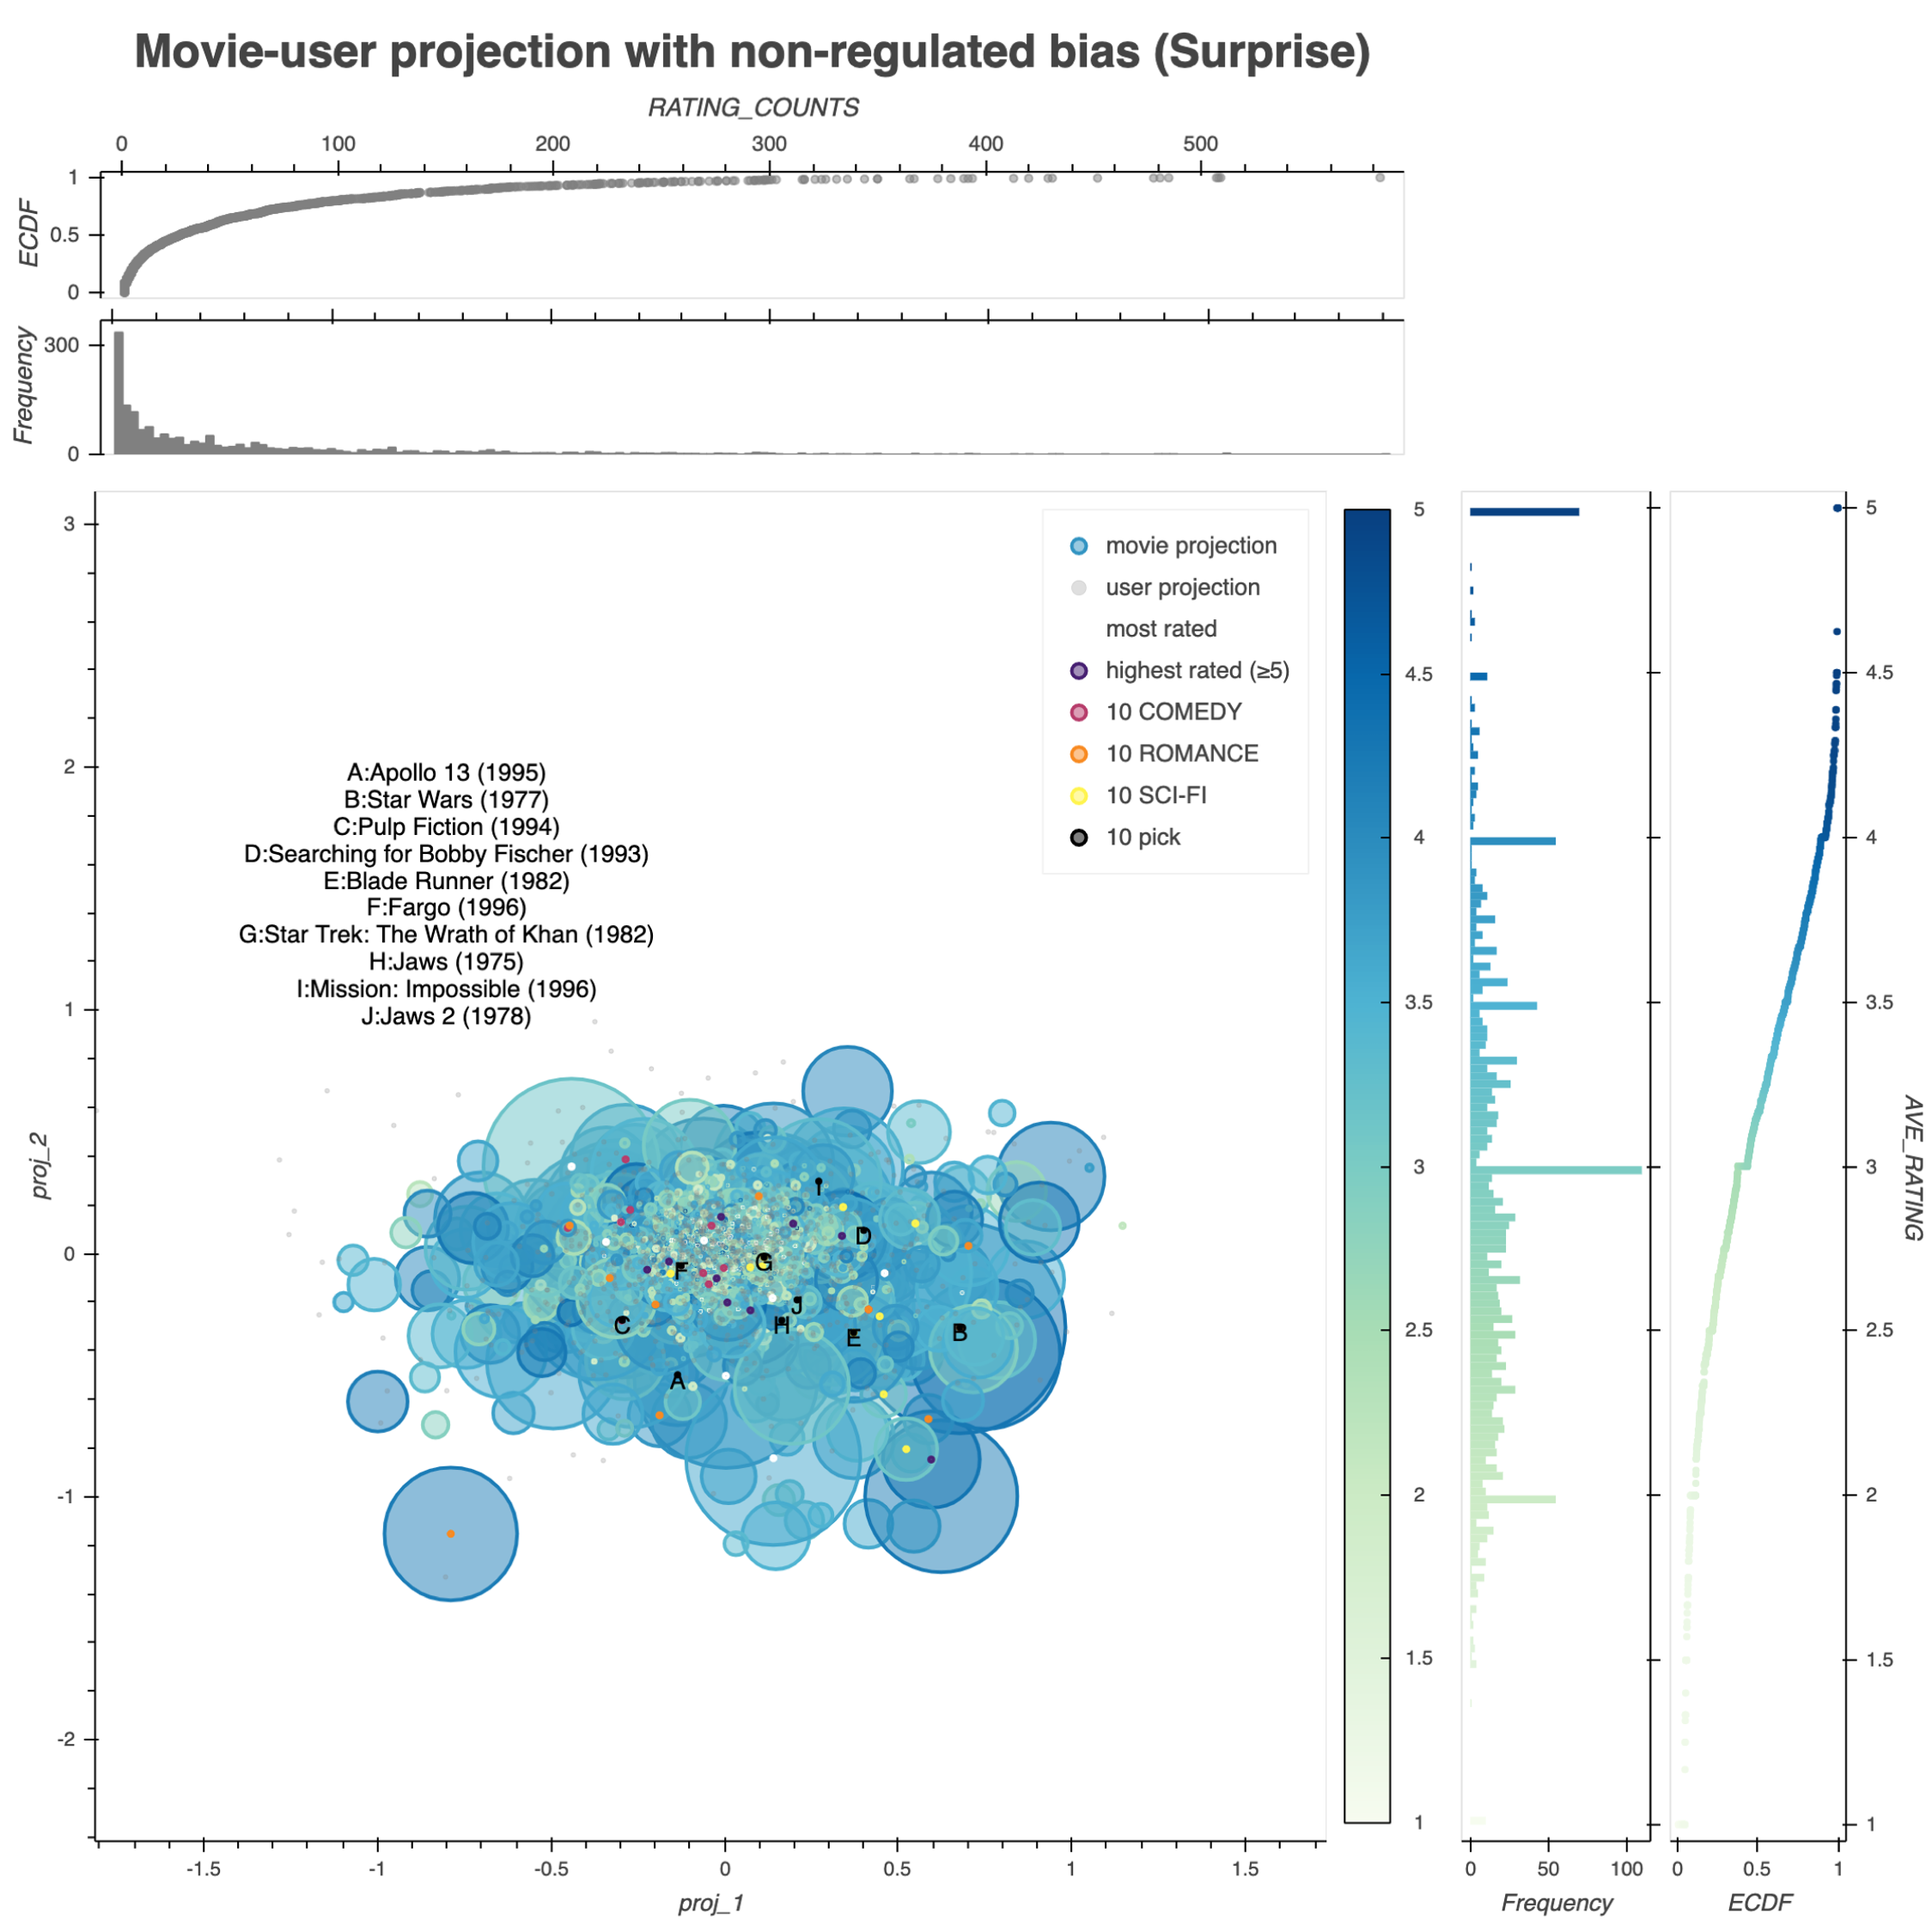 Movie-user projection with non-regulated bias (Surprise)
RATING_COUNTS
0 100 200 300 400 500
ECDF
1
0.5
0
Frequency
300
0
proj_2
3
2
1
0
-1
-2
-1.5 -1 -0.5 0 0.5 1 1.5
proj_1
movie projection
user projection
most rated
highest rated (≥5)
10 COMEDY
10 ROMANCE
10 SCI-FI
10 pick
A:Apollo 13 (1995)
B:Star Wars (1977)
C:Pulp Fiction (1994)
D:Searching for Bobby Fischer (1993)
E:Blade Runner (1982)
F:Fargo (1996)
G:Star Trek: The Wrath of Khan (1982)
H:Jaws (1975)
I:Mission: Impossible (1996)
J:Jaws 2 (1978)
I
D
G
F
J
C
H
E
B
A
5
4.5
4
3.5
3
2.5
2
1.5
1
0 50 100
Frequency
0 0.5 1
ECDF
5
4.5
4
3.5
3
2.5
2
1.5
1
AVE_RATING